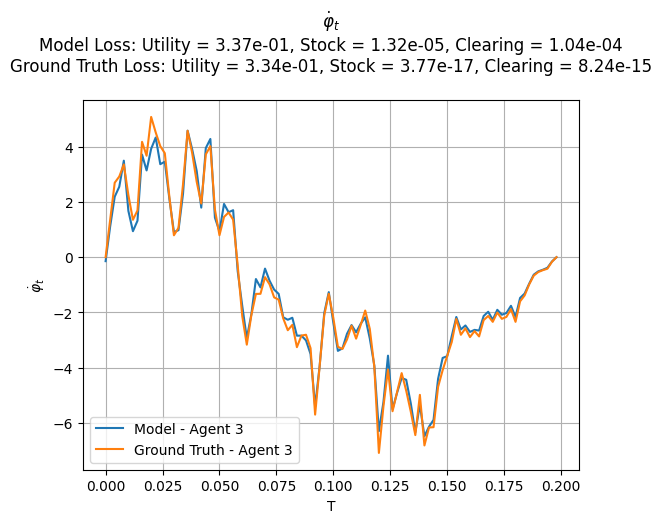 φ̇ₜ
Model Loss: Utility = 3.37e-01, Stock = 1.32e-05, Clearing = 1.04e-04
Ground Truth Loss: Utility = 3.34e-01, Stock = 3.77e-17, Clearing = 8.24e-15
4
2
0
−2
−4
−6
φ̇ₜ
Model - Agent 3
Ground Truth - Agent 3
0.000 0.025 0.050 0.075 0.100 0.125 0.150 0.175 0.200
T